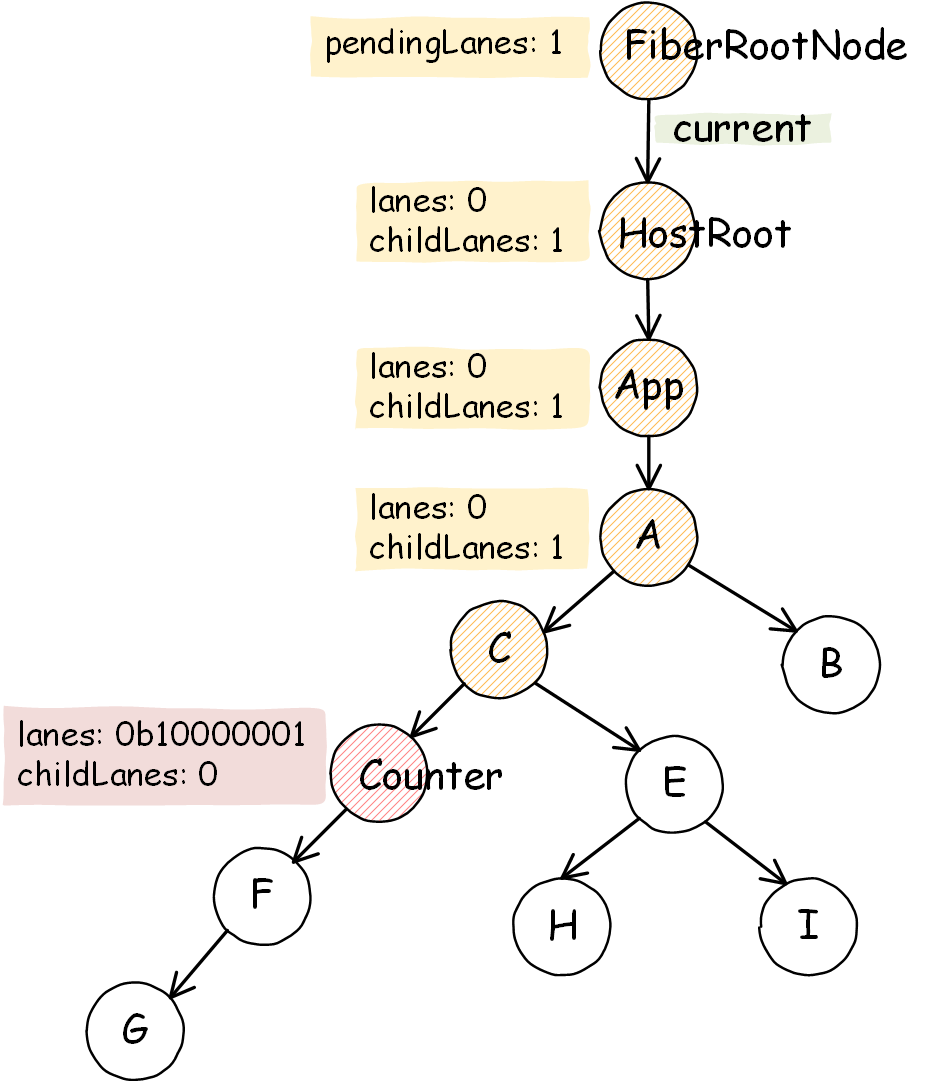 pendingLanes: 1
FiberRootNode
current
lanes: 0
childLanes: 1
HostRoot
lanes: 0
childLanes: 1
App
lanes: 0
childLanes: 1
A
C
B
lanes: 0b10000001
childLanes: 0
Counter
E
F
H
I
G